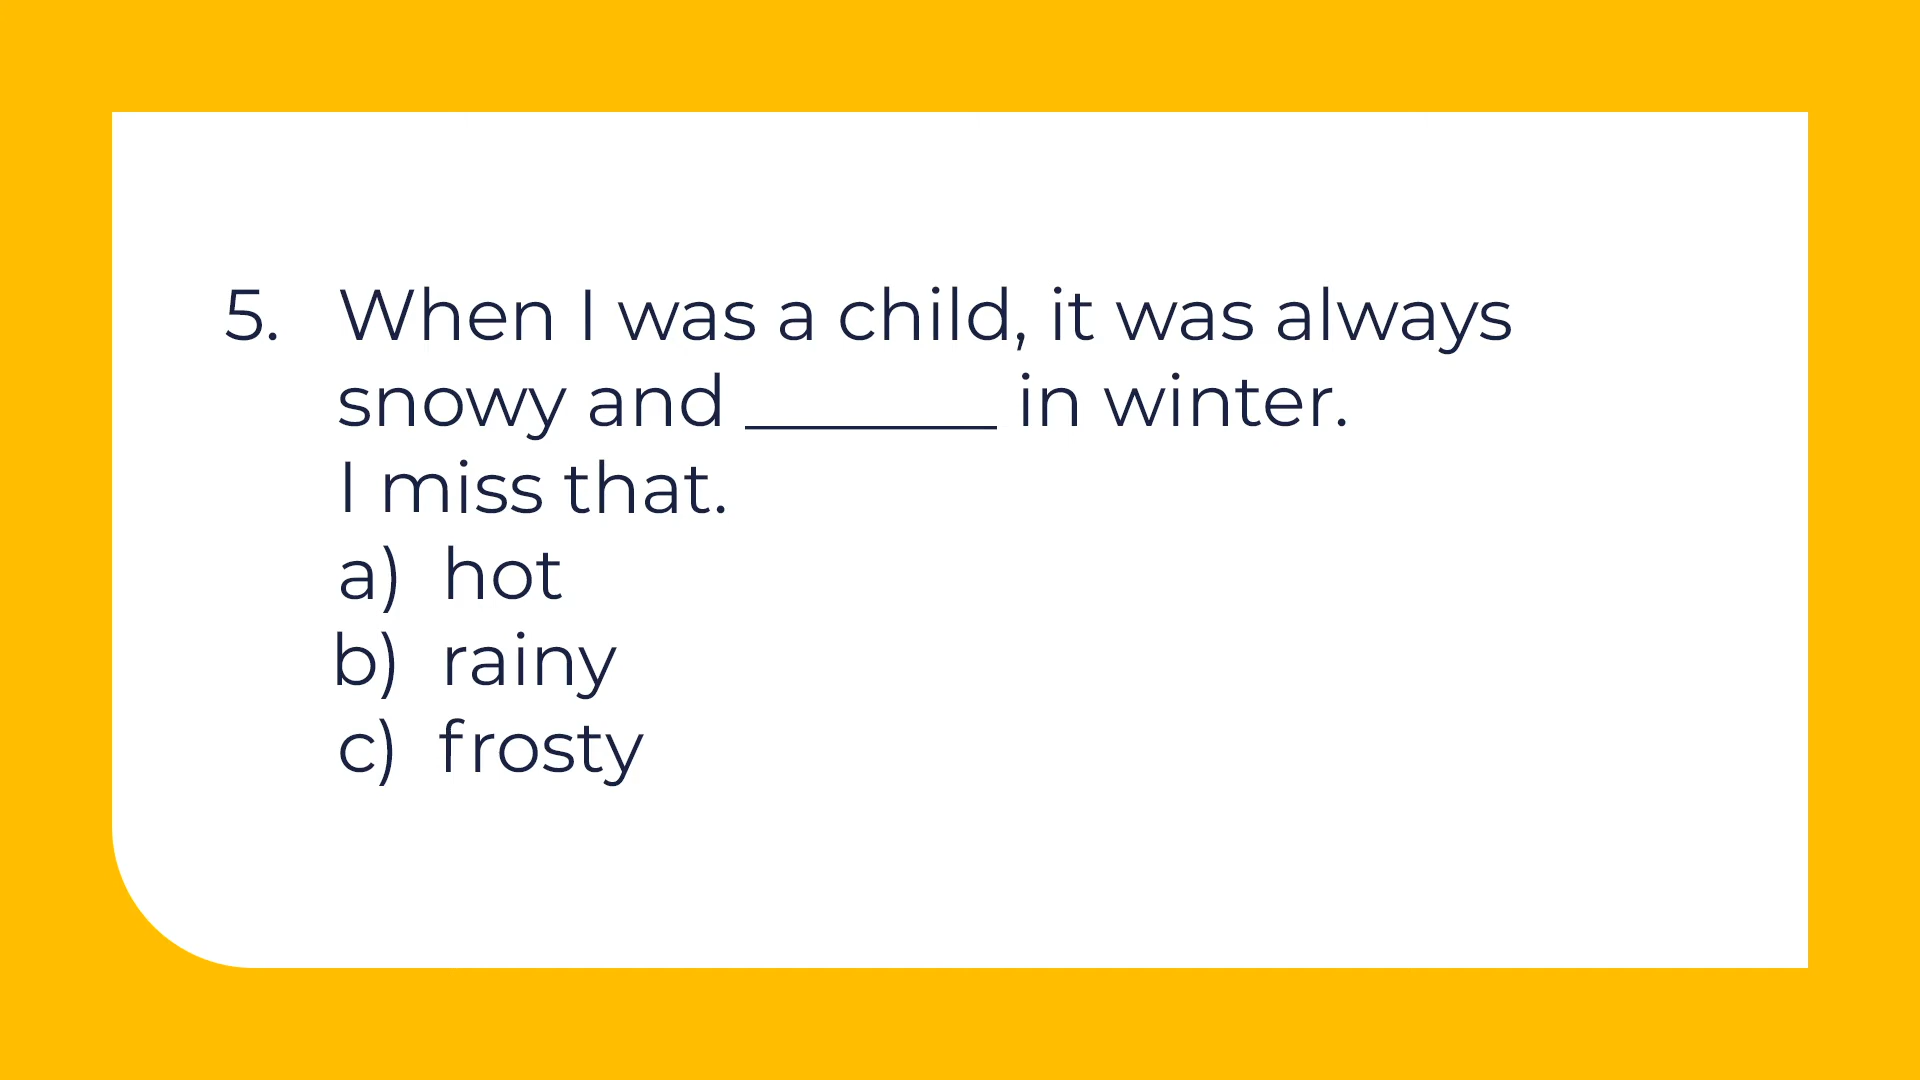 5. When I was a child, it was always
snowy and _______ in winter.
I miss that.
a) hot
b) rainy
c) frosty